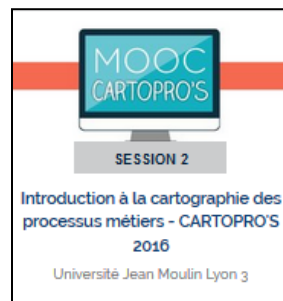 MOOC
CARTOPRO'S
SESSION 2
Introduction à la cartographie des
processus métiers - CARTOPRO'S
2016
Université Jean Moulin Lyon 3